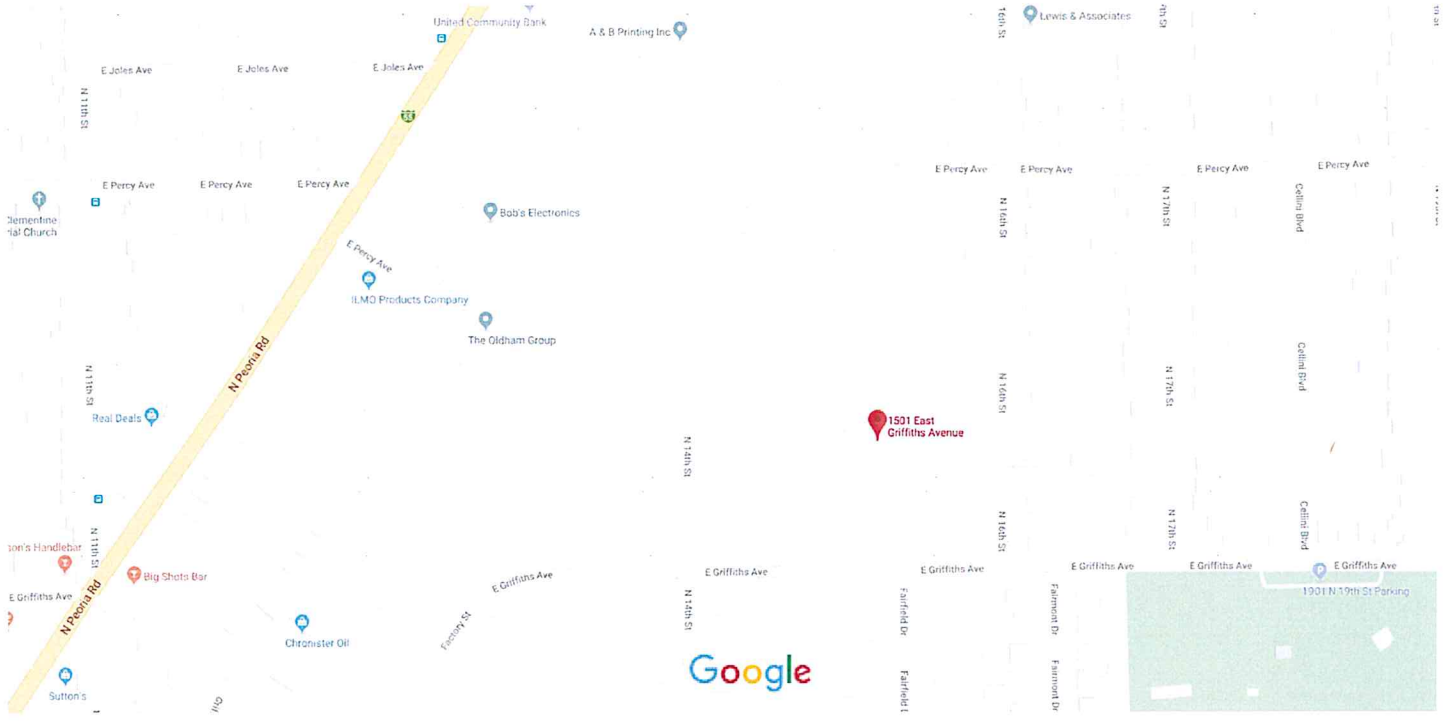 United Community Bank
A & B Printing Inc
16th St
Lewis & Associates
E Joles Ave
E Joles Ave
E Joles Ave
N 11th St
55
E Percy Ave
E Percy Ave
E Percy Ave
E Percy Ave
E Percy Ave
E Percy Ave
E Percy Ave
rial Church
Bob's Electronics
N 16th St
N 17th St
Cellini Blvd
E Percy Ave
ILMO Products Company
The Oldham Group
N Peoria Rd
N 11th St
N 16th St
N 17th St
Cellini Blvd
Real Deals
1501 East
Griffiths Avenue
N 14th St
N 11th St
N 16th St
N 17th St
Cellini Blvd
ton's Handlebar
Big Shots Bar
E Griffiths Ave
N Peoria Rd
E Griffiths Ave
E Griffiths Ave
E Griffiths Ave
E Griffiths Ave
E Griffiths Ave
E Griffiths Ave
P
1901 N 19th St Parking
N 14th St
Fairfield Dr
Fairmont Dr
Factory St
Chronister Oil
Google
Sutton's
Fairfield D
Fairmont Dr